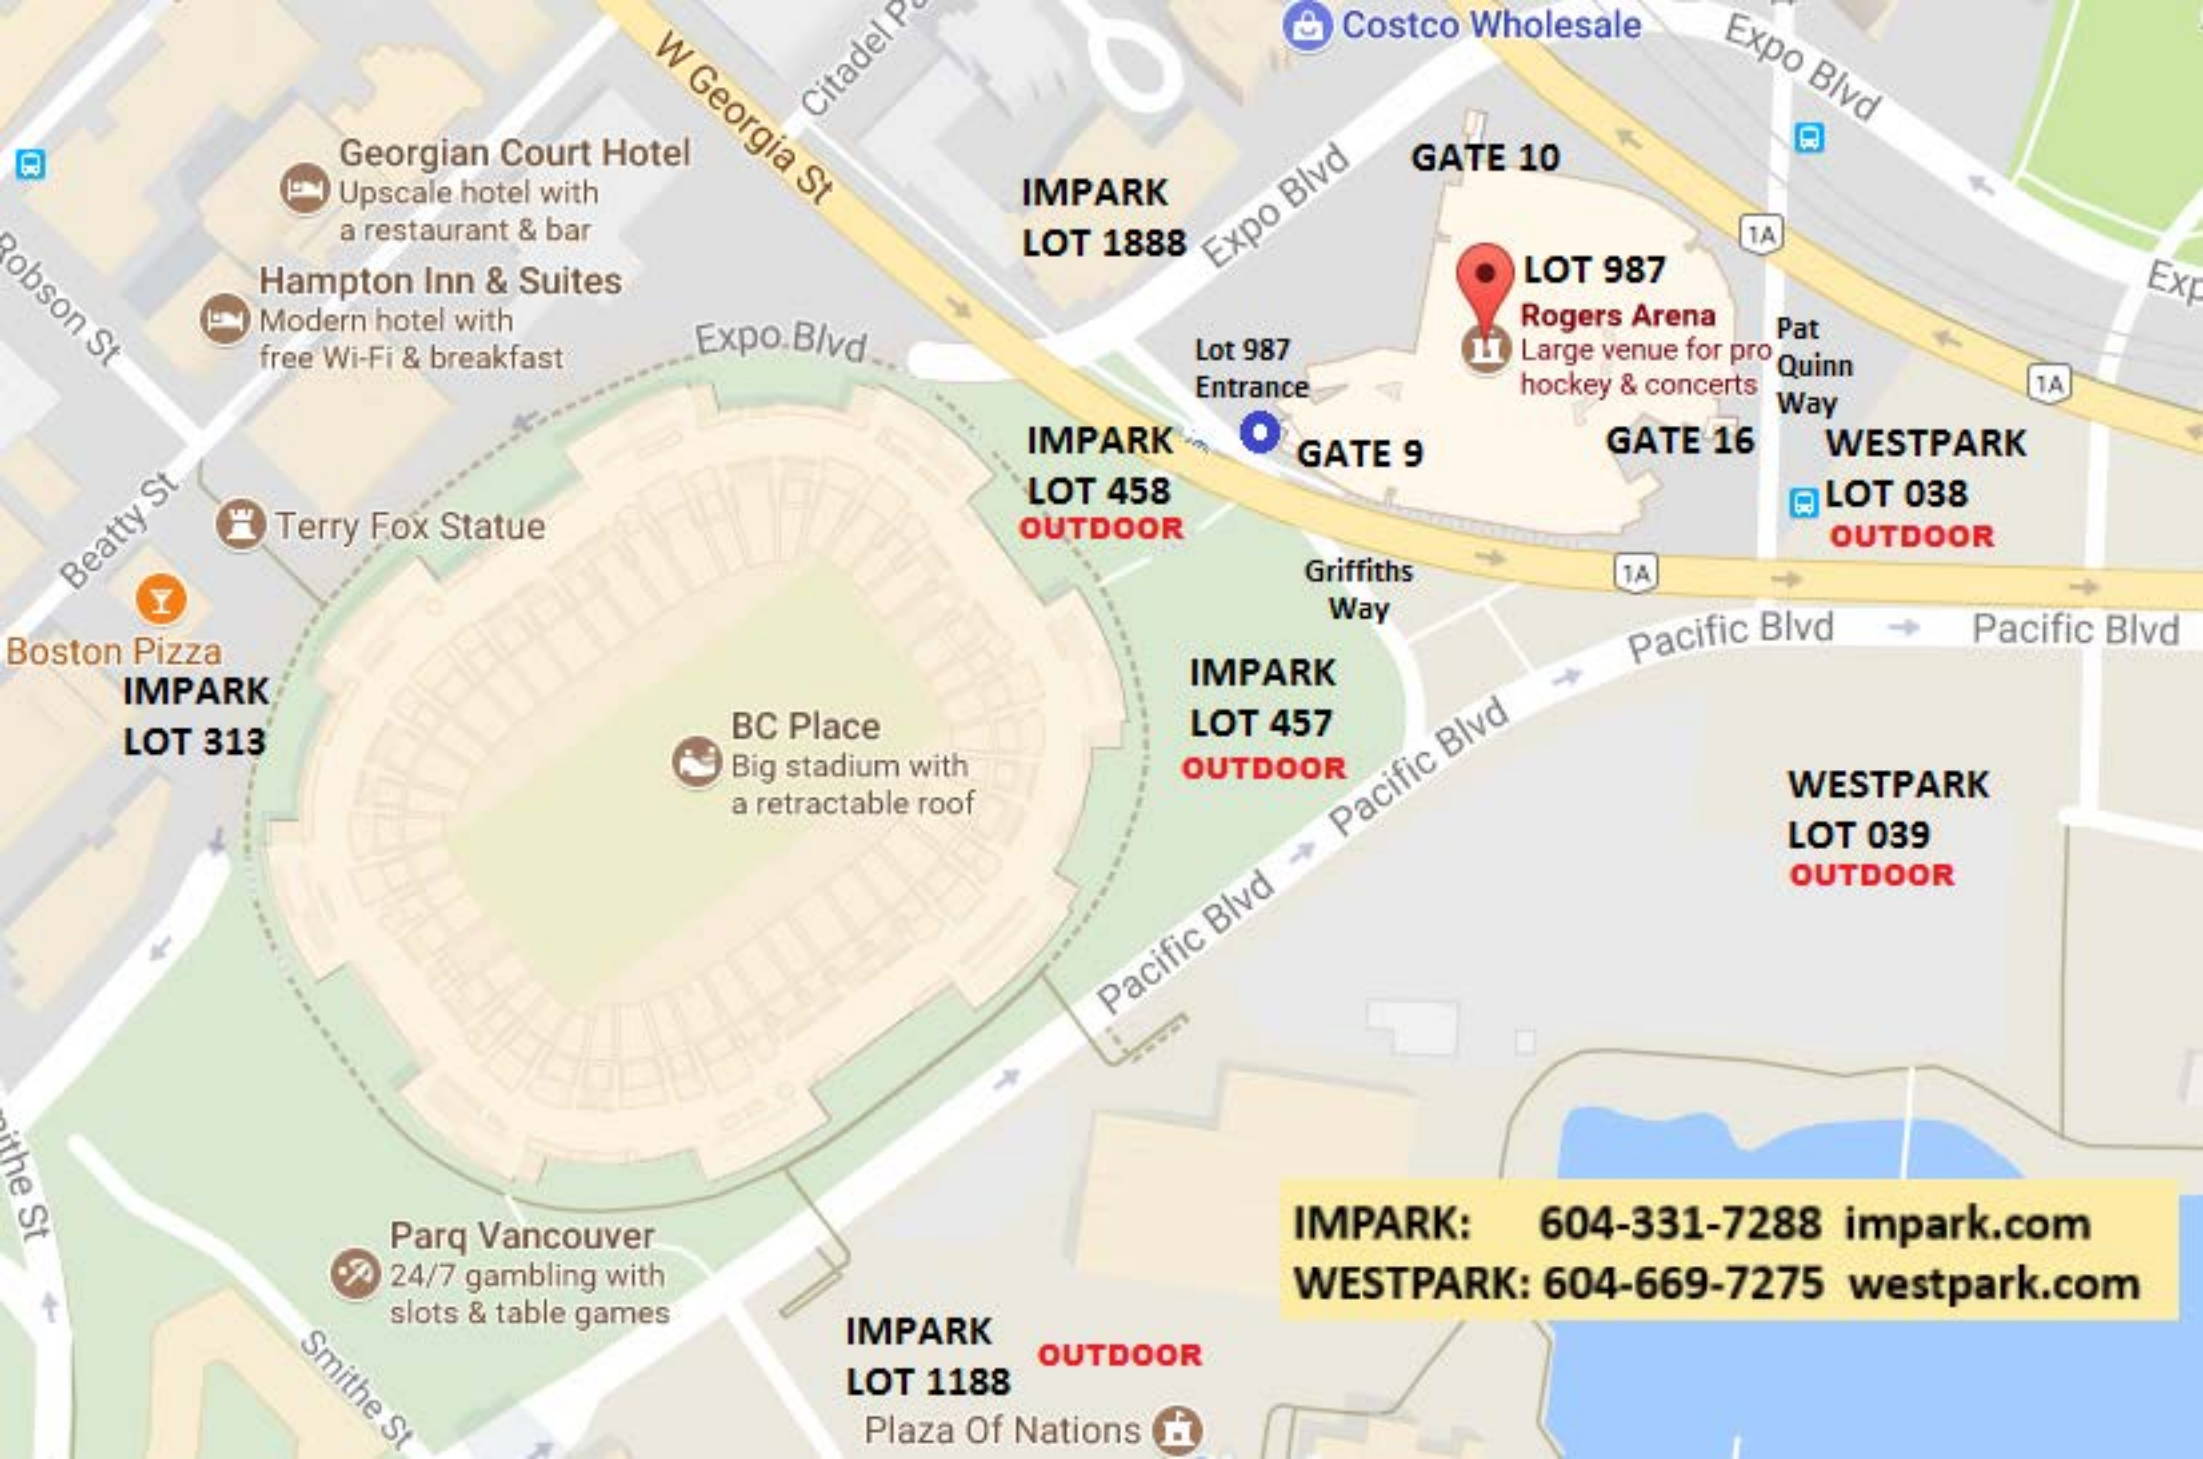 Costco Wholesale
Expo Blvd
W Georgia St
Georgian Court Hotel
Upscale hotel with
a restaurant & bar
IMPARK
LOT 1888
Expo Blvd
GATE 10
1A
Robson St
Hampton Inn & Suites
Modern hotel with
free Wi-Fi & breakfast
Expo Blvd
LOT 987
Rogers Arena
Large venue for pro
hockey & concerts
Pat
Quinn
Way
1A
Lot 987
Entrance
GATE 9
GATE 16
IMPARK
LOT 458
OUTDOOR
WESTPARK
LOT 038
OUTDOOR
Beatty St
Terry Fox Statue
Boston Pizza
IMPARK
LOT 313
Griffiths
Way
1A
Pacific Blvd
Pacific Blvd
IMPARK
LOT 457
OUTDOOR
Pacific Blvd
BC Place
Big stadium with
a retractable roof
WESTPARK
LOT 039
OUTDOOR
Pacific Blvd
Parq Vancouver
24/7 gambling with
slots & table games
Smithe St
IMPARK: 604-331-7288 impark.com
WESTPARK: 604-669-7275 westpark.com
IMPARK
LOT 1188
OUTDOOR
Plaza Of Nations